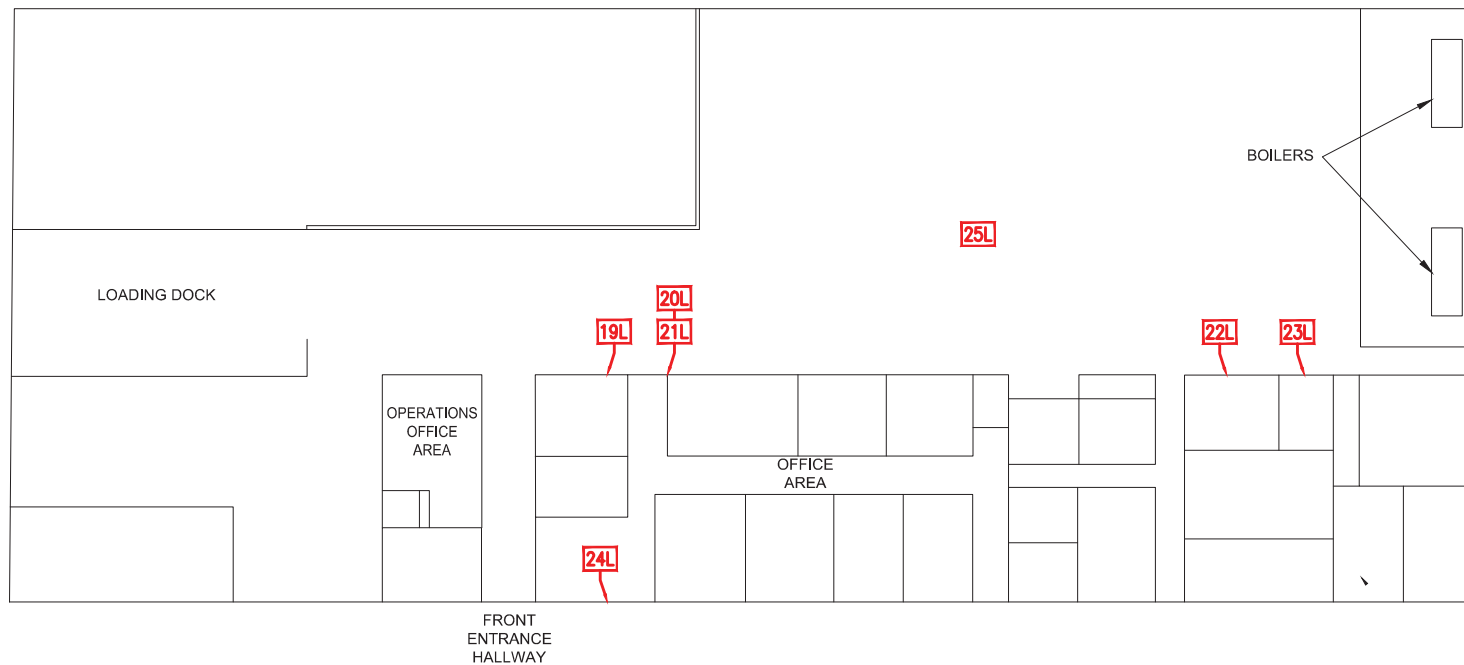 BOILERS
25L
LOADING DOCK
20L
19L
21L
22L
23L
OPERATIONS
OFFICE
AREA
OFFICE
AREA
24L
FRONT
ENTRANCE
HALLWAY